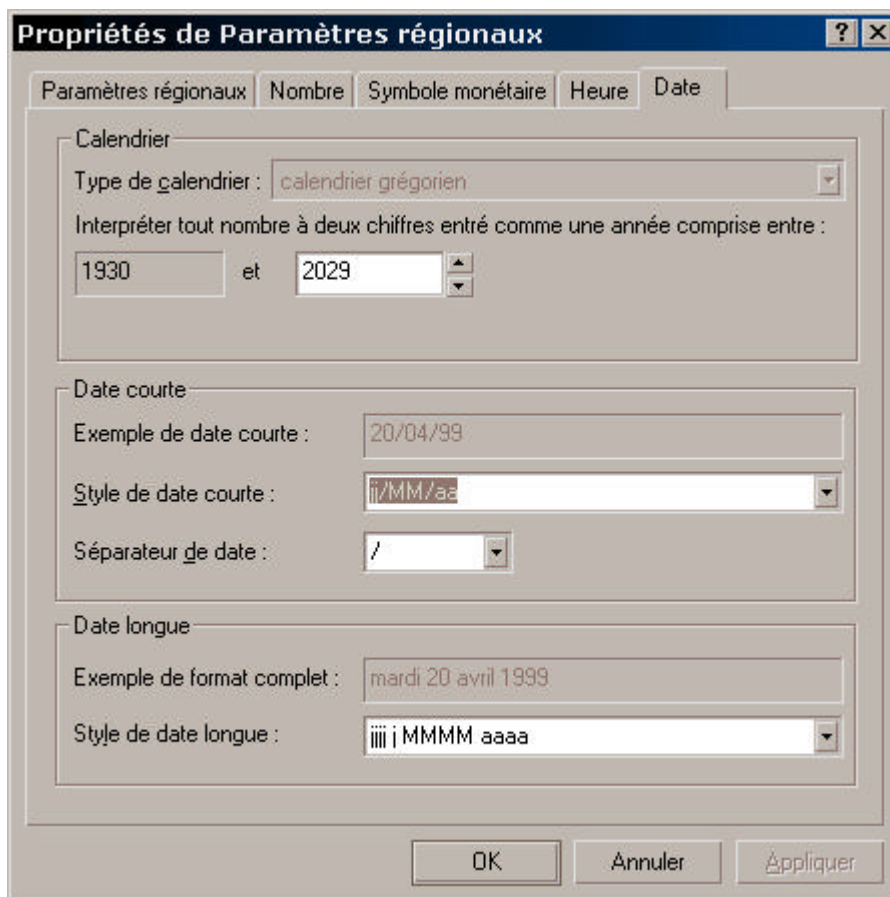 Propriétés de Paramètres régionaux ? X
Paramètres régionaux Nombre Symbole monétaire Heure Date
Calendrier
Type de calendrier : calendrier grégorien
Interpréter tout nombre à deux chiffres entré comme une année comprise entre :
1930 et 2029
Date courte
Exemple de date courte : 20/04/99
Style de date courte : jj/MM/aa
Séparateur de date : /
Date longue
Exemple de format complet : mardi 20 avril 1999
Style de date longue : jjjj j MMMM aaaa
OK Annuler Appliquer